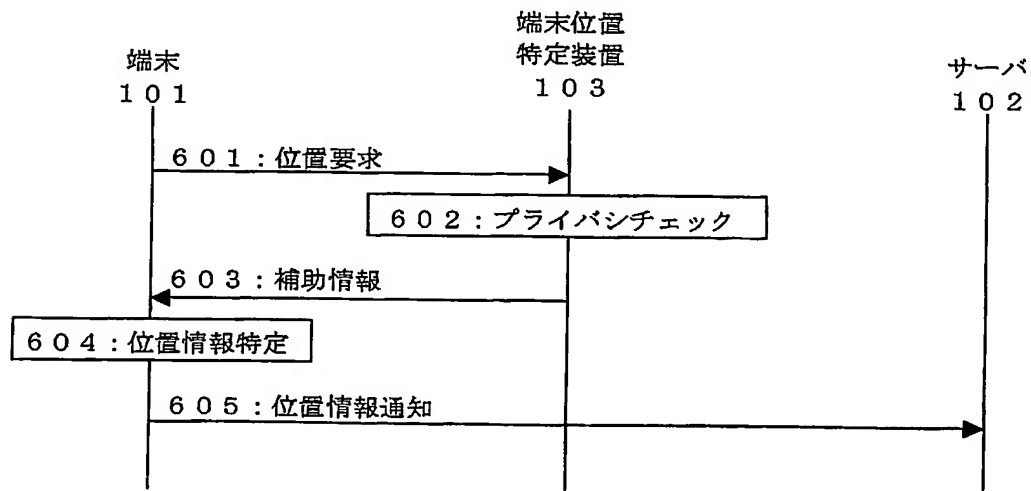 端末
101
端末位置
特定装置
103
サーバ
102
601:位置要求
602:プライバシチェック
603:補助情報
604:位置情報特定
605:位置情報通知